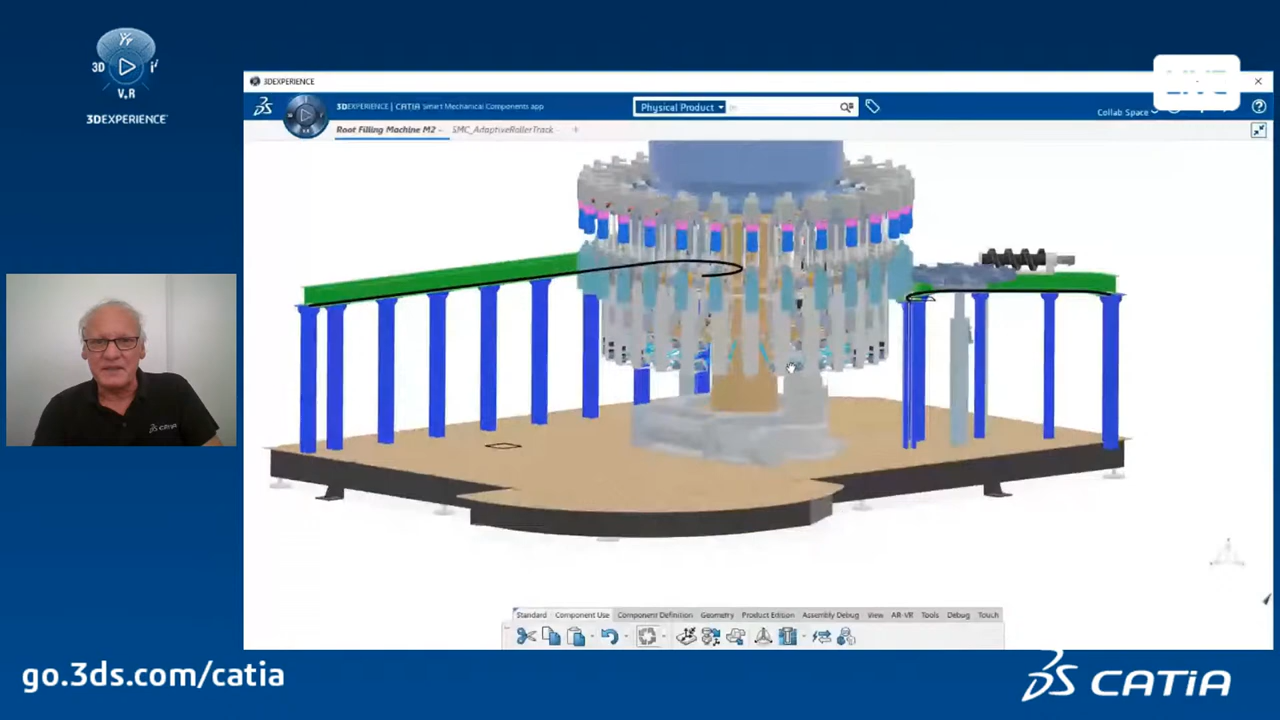 3D
V.R
3DEXPERIENCE
3DEXPERIENCE
3DEXPERIENCE | CATIA Smart Mechanical Components app
Physical Product
Collab Space
Root Filling Machine M2
SMC_AdaptiveRollerTrack
CATIA
Standard Component Use Component Definition Geometry Product Edition Assembly Debug View AR-VR Tools Debug Touch
go.3ds.com/catia
CATIA